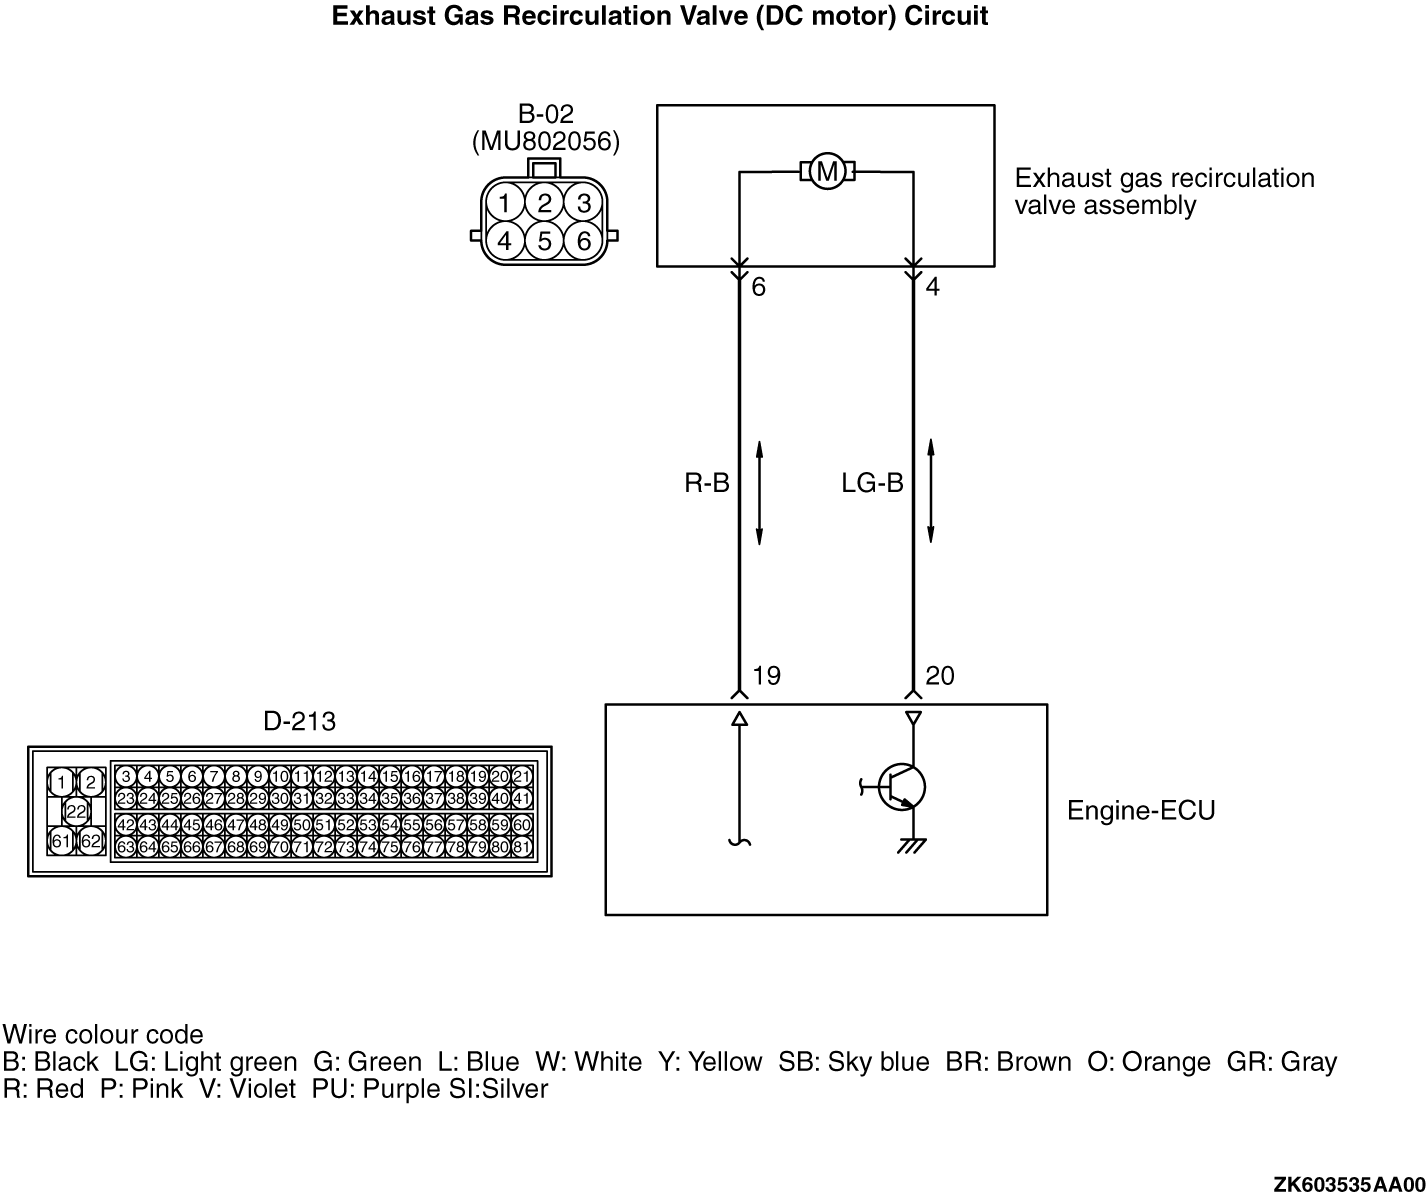 Exhaust Gas Recirculation Valve (DC motor) Circuit
B-02
(MU802056)
1 2 3
4 5 6
M
Exhaust gas recirculation
valve assembly
6 4
R-B LG-B
19 20
D-213
1 2 3 4 5 6 7 8 9 10 11 12 13 14 15 16 17 18 19 20 21
22 23 24 25 26 27 28 29 30 31 32 33 34 35 36 37 38 39 40 41
42 43 44 45 46 47 48 49 50 51 52 53 54 55 56 57 58 59 60
61 62 63 64 65 66 67 68 69 70 71 72 73 74 75 76 77 78 79 80 81
Engine-ECU
Wire colour code
B: Black LG: Light green G: Green L: Blue W: White Y: Yellow SB: Sky blue BR: Brown O: Orange GR: Gray
R: Red P: Pink V: Violet PU: Purple SI:Silver
ZK603535AA00